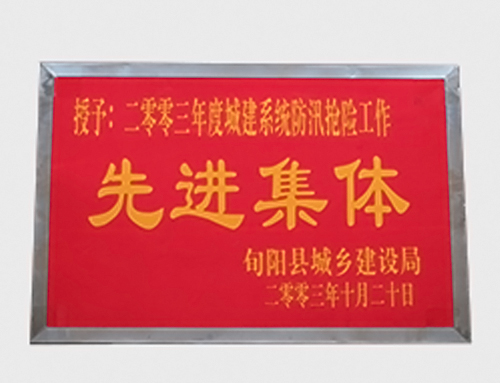 授予：二零零三年度城建系统防汛抢险工作
先进集体
旬阳县城乡建设局
二零零三年十月二十日